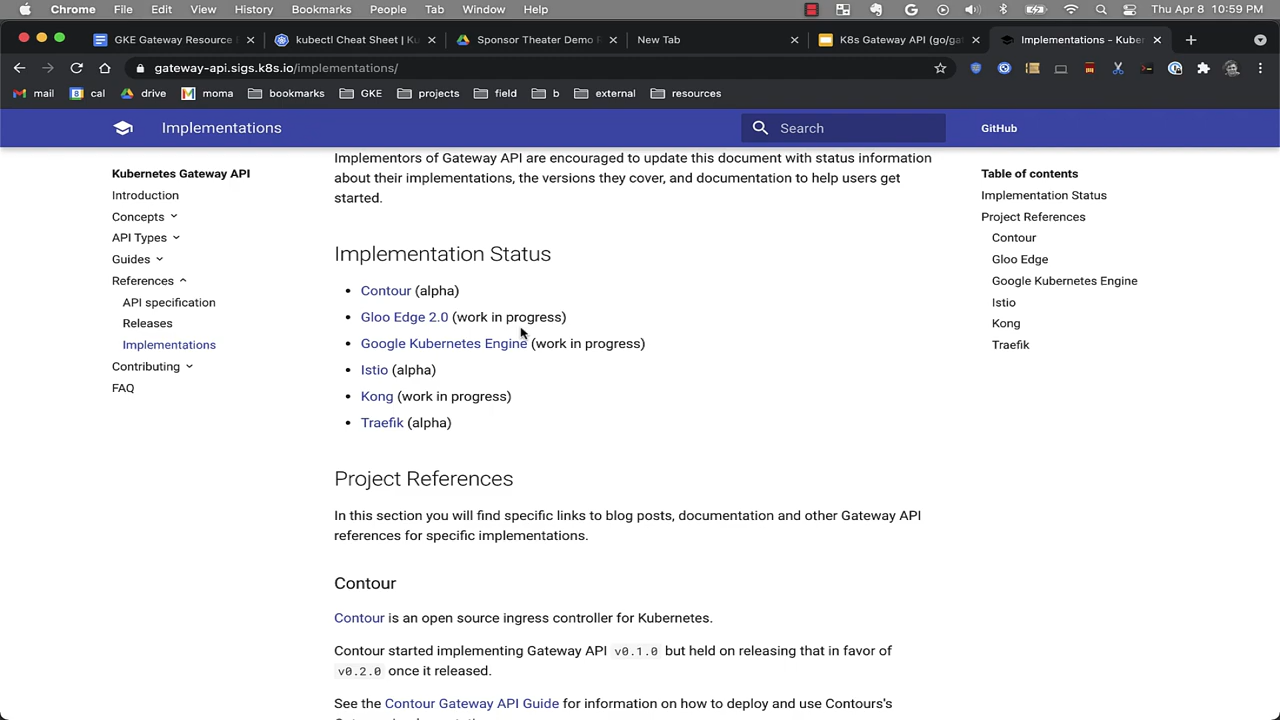 Chrome File Edit View History Bookmarks People Tab Window Help Thu Apr 8 10:59 PM
GKE Gateway Resource kubectl Cheat Sheet | Ku Sponsor Theater Demo New Tab K8s Gateway API (go/ga Implementations - Kube
gateway-api.sigs.k8s.io/implementations/
mail cal drive moma bookmarks GKE projects field b external resources
Implementations Search GitHub
Kubernetes Gateway API
Introduction
Concepts
API Types
Guides
References
API specification
Releases
Implementations
Contributing
FAQ
Implementors of Gateway API are encouraged to update this document with status information
about their implementations, the versions they cover, and documentation to help users get
started.
Implementation Status
• Contour (alpha)
• Gloo Edge 2.0 (work in progress)
• Google Kubernetes Engine (work in progress)
• Istio (alpha)
• Kong (work in progress)
• Traefik (alpha)
Project References
In this section you will find specific links to blog posts, documentation and other Gateway API
references for specific implementations.
Contour
Contour is an open source ingress controller for Kubernetes.
Contour started implementing Gateway API v0.1.0 but held on releasing that in favor of
v0.2.0 once it released.
See the Contour Gateway API Guide for information on how to deploy and use Contours's
Table of contents
Implementation Status
Project References
Contour
Gloo Edge
Google Kubernetes Engine
Istio
Kong
Traefik